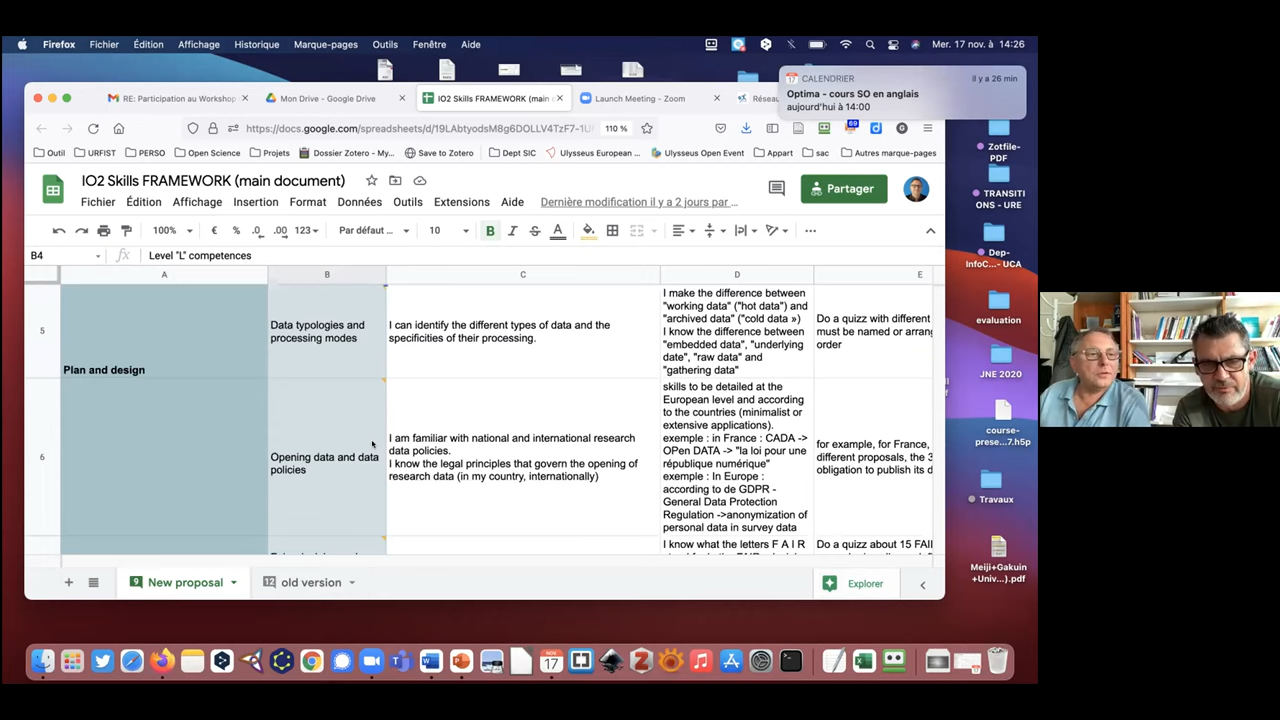 Firefox Fichier Édition Affichage Historique Marque-pages Outils Fenêtre Aide
Mer. 17 nov. à 14:26
CALENDRIER
il y a 26 min
Optima - cours SO en anglais
aujourd'hui à 14:00
RE: Participation au Workshop
Mon Drive - Google Drive
IO2 Skills FRAMEWORK (main d
Launch Meeting - Zoom
Réseau
110 %
69
Outil URFIST PERSO Open Science Projets Dossier Zotero - My... Save to Zotero Dept SIC Ulysseus European ... Ulysseus Open Event Appart sac Autres marque-pages
IO2 Skills FRAMEWORK (main document)
Fichier Édition Affichage Insertion Format Données Outils Extensions Aide
Dernière modification il y a 2 jours par ...
Partager
100% € % .0 .00 123 Par défaut ... 10 B I S A
B4 fx Level "L" competences
A B C D E
5
Plan and design
Data typologies and
processing modes
I can identify the different types of data and the
specificities of their processing.
I make the difference between
"working data" ("hot data") and
"archived data" ("cold data »)
I know the difference between
"embedded data", "underlying
date", "raw data" and
"gathering data"
Do a quizz with different
must be named or arrang
order
6
Opening data and data
policies
I am familiar with national and international research
data policies.
I know the legal principles that govern the opening of
research data (in my country, internationally)
skills to be detailed at the
European level and according
to the countries (minimalist or
extensive applications).
exemple : in France : CADA ->
OPen DATA -> "la loi pour une
république numérique"
exemple : In Europe :
according to de GDPR -
General Data Protection
Regulation ->anonymization of
personal data in survey data
for example, for France,
different proposals, the 3
obligation to publish its d
I know what the letters F A I R
Do a quizz about 15 FAI
New proposal
old version
Explorer
Zotfile-
PDF
TRANSITI
ONS - URE
Dep-
InfoC...- UCA
evaluation
JNE 2020
course-
prese...7.h5p
Travaux
Meiji+Gakuin
+Univ...).pdf
NOV
17